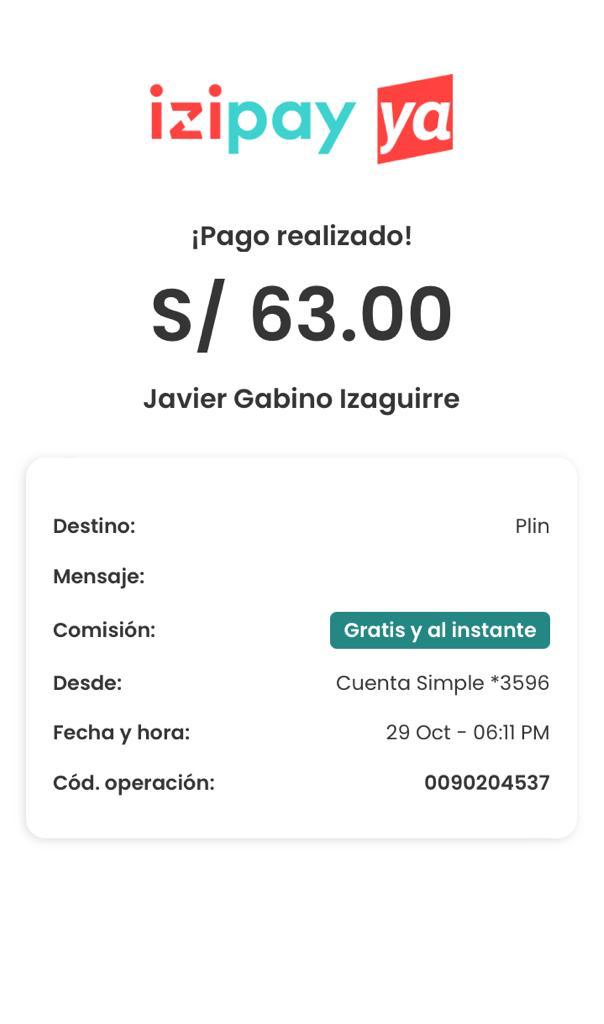 izipay ya
¡Pago realizado!
S/ 63.00
Javier Gabino Izaguirre
Destino: Plin
Mensaje:
Comisión: Gratis y al instante
Desde: Cuenta Simple *3596
Fecha y hora: 29 Oct - 06:11 PM
Cód. operación: 0090204537